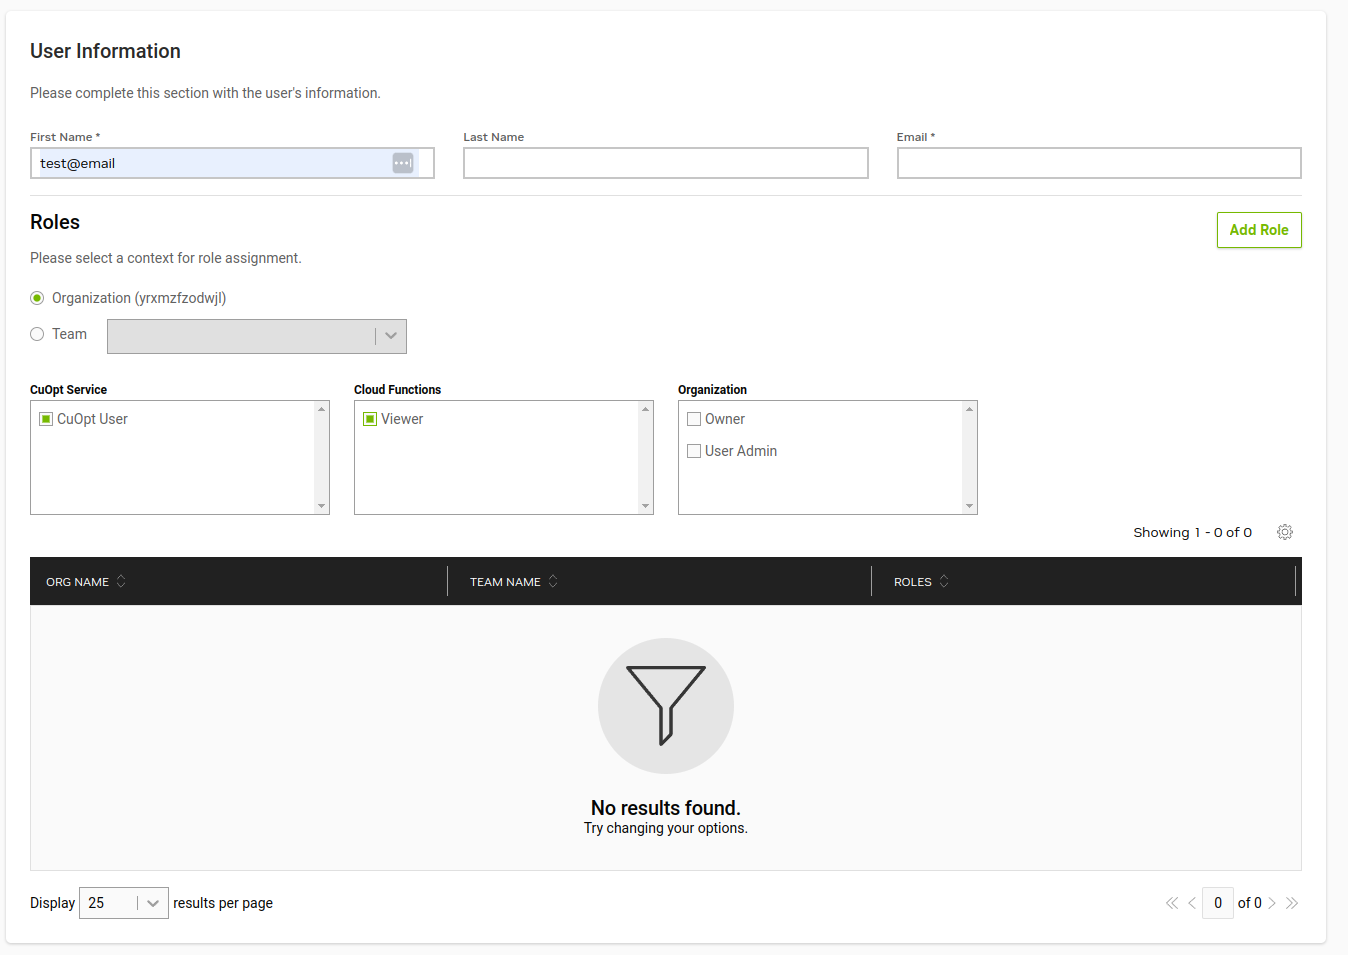 User Information
Please complete this section with the user's information.
First Name *
Last Name
Email *
test@email
Roles
Add Role
Please select a context for role assignment.
Organization (yrxmzfzodwjl)
Team
CuOpt Service
Cloud Functions
Organization
CuOpt User
Viewer
Owner
User Admin
Showing 1 - 0 of 0
ORG NAME
TEAM NAME
ROLES
No results found.
Try changing your options.
Display 25 results per page
0 of 0